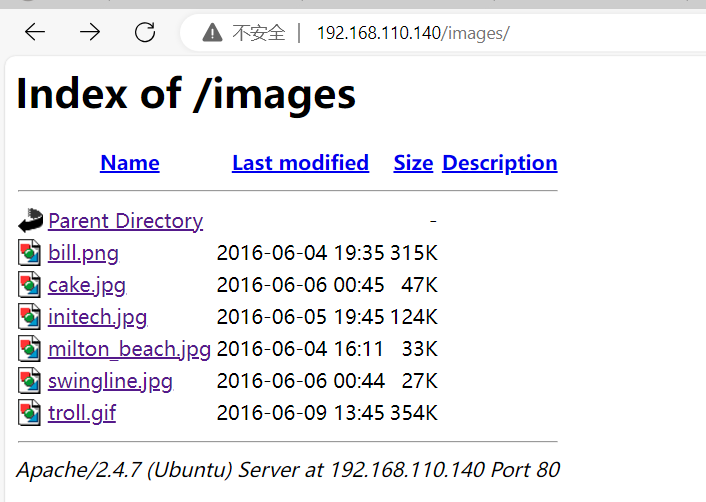 不安全 | 192.168.110.140/images/
Index of /images
Name Last modified Size Description
Parent Directory -
bill.png 2016-06-04 19:35 315K
cake.jpg 2016-06-06 00:45 47K
initech.jpg 2016-06-05 19:45 124K
milton_beach.jpg 2016-06-04 16:11 33K
swingline.jpg 2016-06-06 00:44 27K
troll.gif 2016-06-09 13:45 354K
Apache/2.4.7 (Ubuntu) Server at 192.168.110.140 Port 80